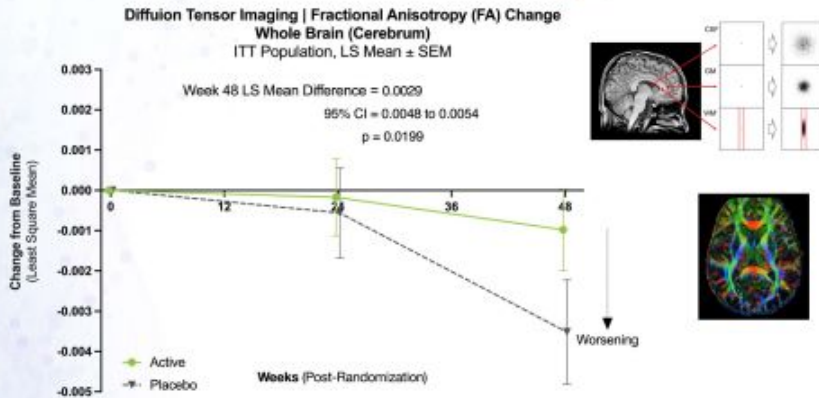 Diffuion Tensor Imaging | Fractional Anisotropy (FA) Change
Whole Brain (Cerebrum)
ITT Population, LS Mean ± SEM
Week 48 LS Mean Difference = 0.0029
95% CI = 0.0048 to 0.0054
p = 0.0199
Change from Baseline
(Least Square Mean)
0.003
0.002
0.001
0.000
-0.001
-0.002
-0.003
-0.004
-0.005
0
12
24
36
48
Worsening
Active
Placebo
Weeks (Post-Randomization)
CSF
GM
WM